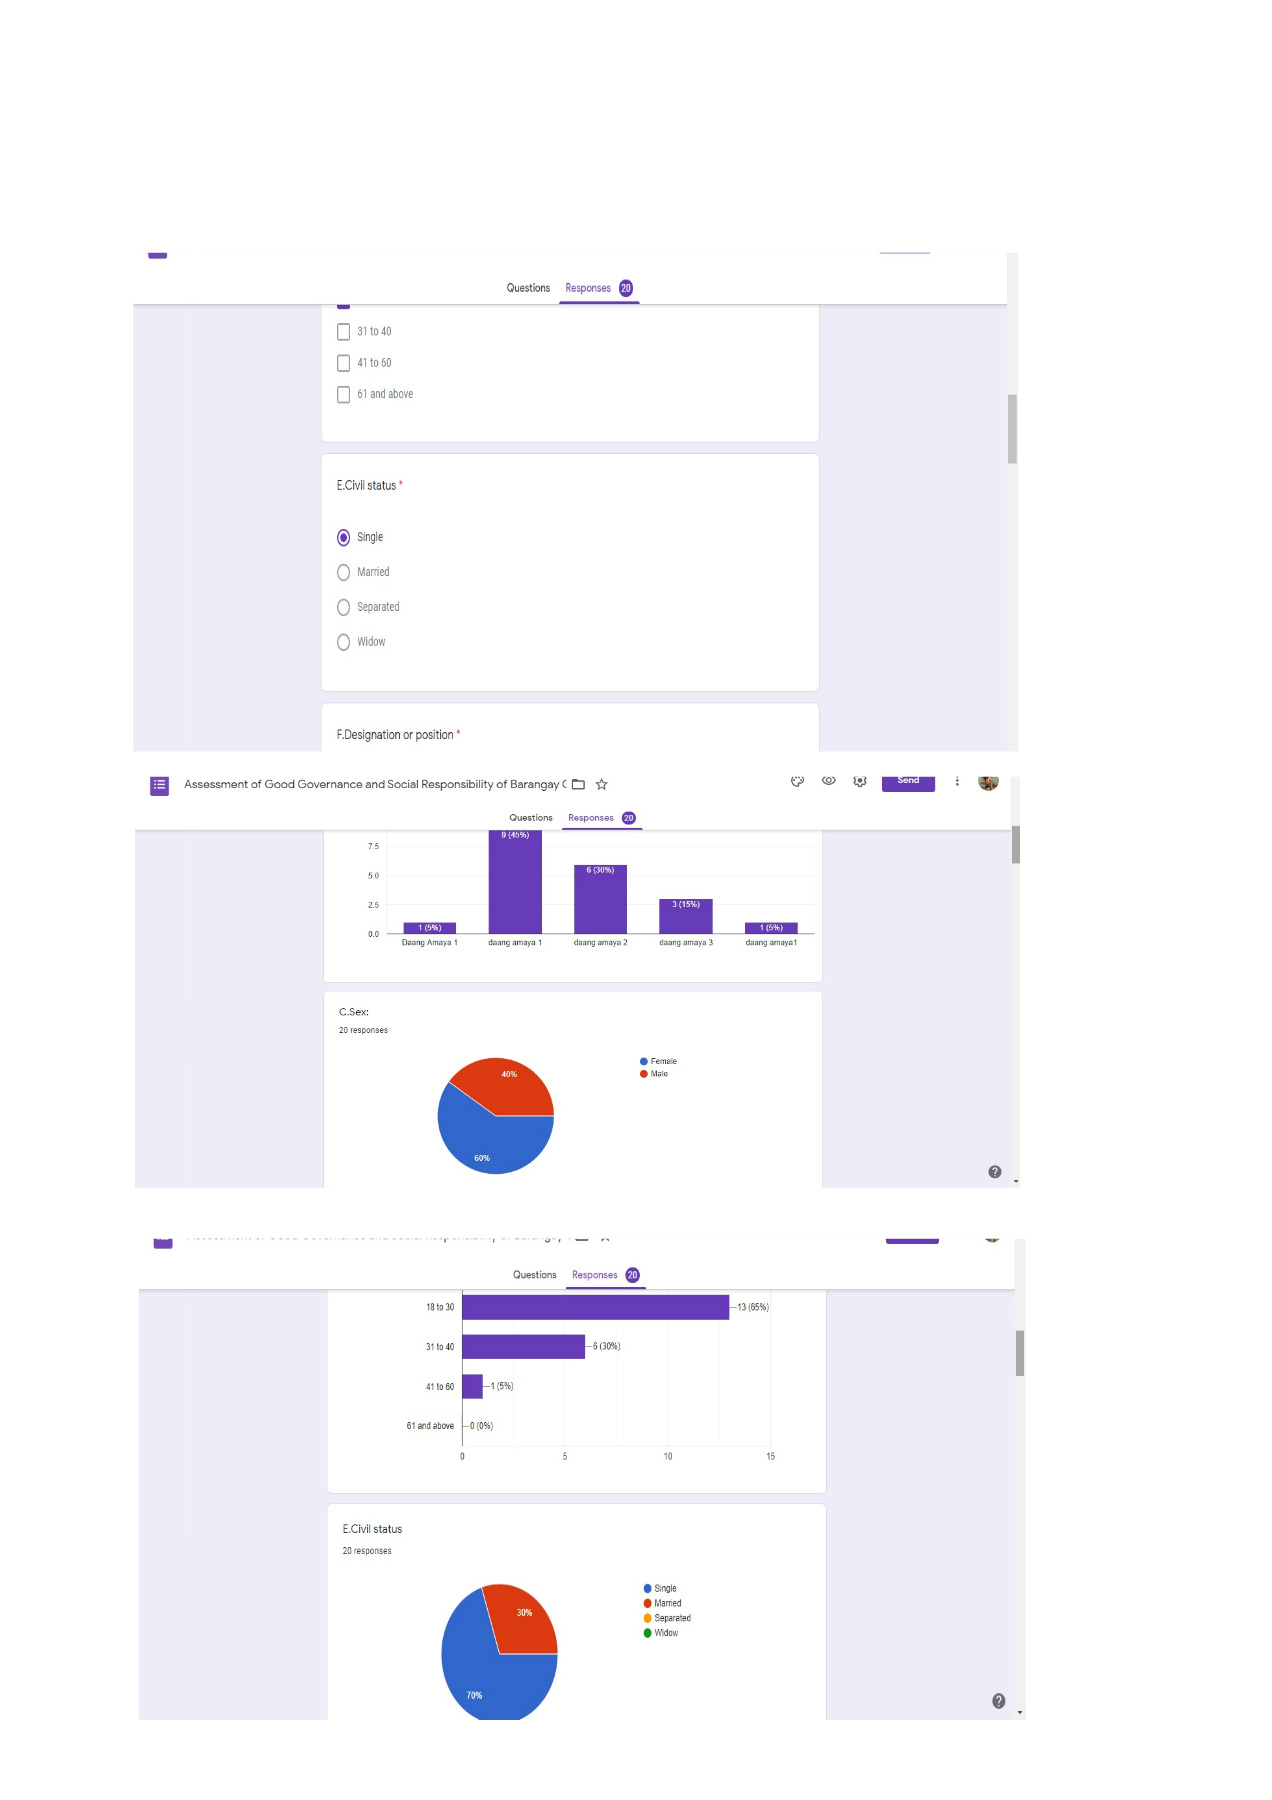 Questions Responses 20
31 to 40
41 to 60
61 and above
E.Civil status *
Single
Married
Separated
Widow
F.Designation or position *
Assessment of Good Governance and Social Responsibility of Barangay
Send
Questions Responses 20
7.5
5.0
2.5
0.0
9 (45%)
6 (30%)
3 (15%)
1 (5%)
1 (5%)
Daang Amaya 1 daang amaya 1 daang amaya 2 daang amaya 3 daang amaya1
C.Sex:
20 responses
Female
Male
40%
60%
Questions Responses 20
18 to 30 13 (65%)
31 to 40 6 (30%)
41 to 60 1 (5%)
61 and above 0 (0%)
0 5 10 15
E.Civil status
20 responses
Single
Married
Separated
Widow
30%
70%